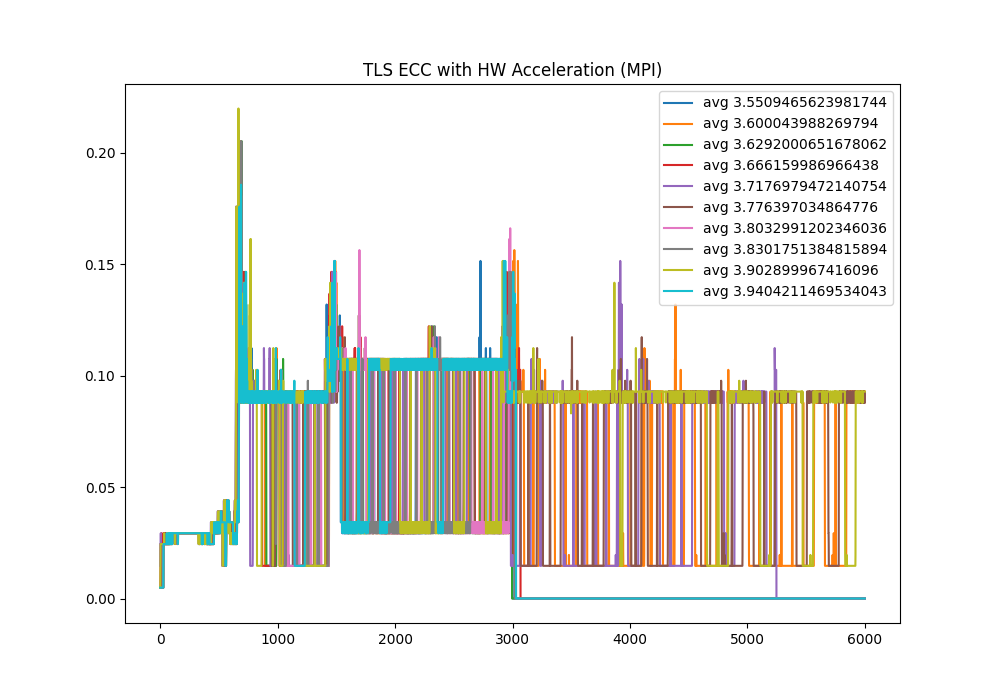 TLS ECC with HW Acceleration (MPI)
avg 3.5509465623981744
avg 3.600043988269794
avg 3.6292000651678062
avg 3.666159986966438
avg 3.7176979472140754
avg 3.776397034864776
avg 3.8032991202346036
avg 3.8301751384815894
avg 3.902899967416096
avg 3.9404211469534043
0.20
0.15
0.10
0.05
0.00
0 1000 2000 3000 4000 5000 6000